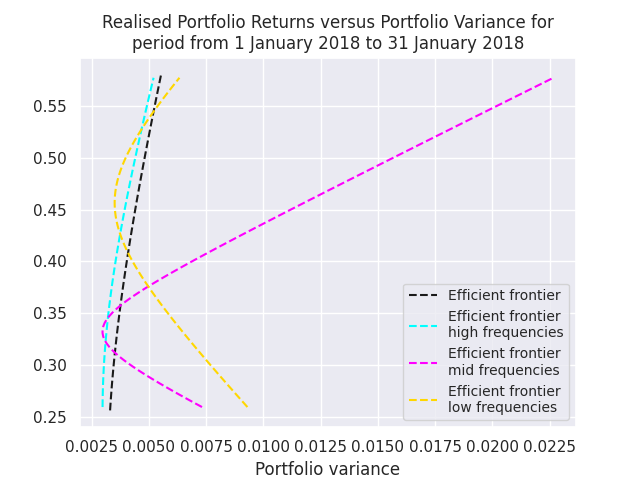 Realised Portfolio Returns versus Portfolio Variance for
period from 1 January 2018 to 31 January 2018
0.55
0.50
0.45
0.40
0.35
0.30
0.25
Efficient frontier
Efficient frontier
high frequencies
Efficient frontier
mid frequencies
Efficient frontier
low frequencies
0.0025 0.0050 0.0075 0.0100 0.0125 0.0150 0.0175 0.0200 0.0225
Portfolio variance